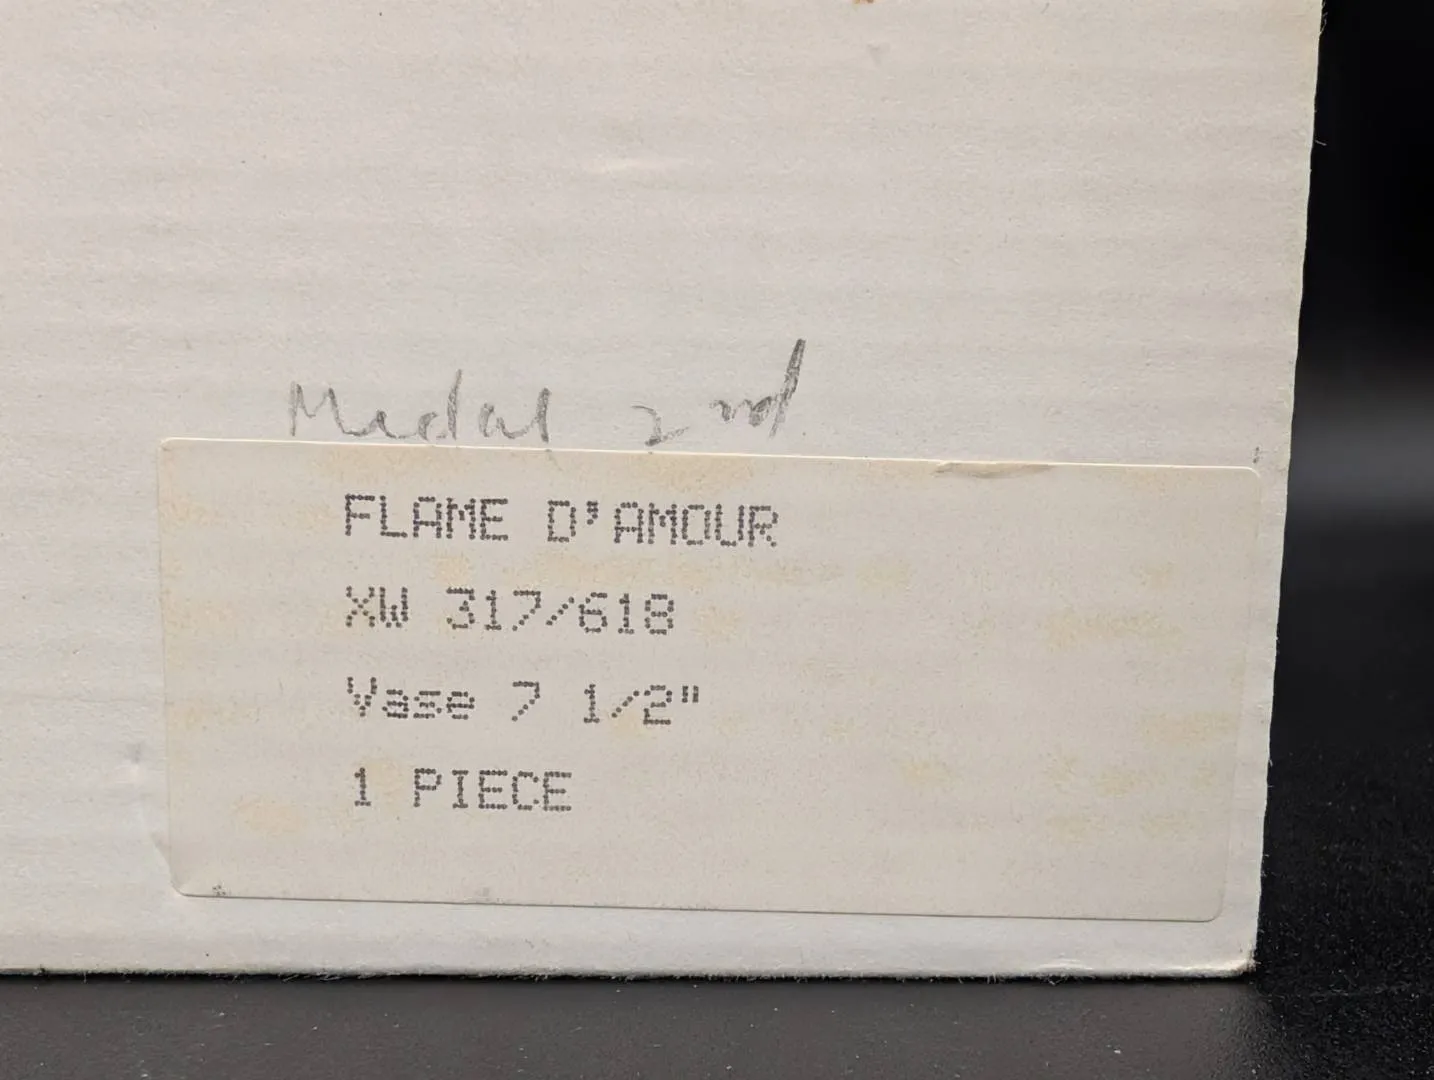 Medal 2nd
FLAME D'AMOUR
XW 317/618
Vase 7 1/2"
1 PIECE